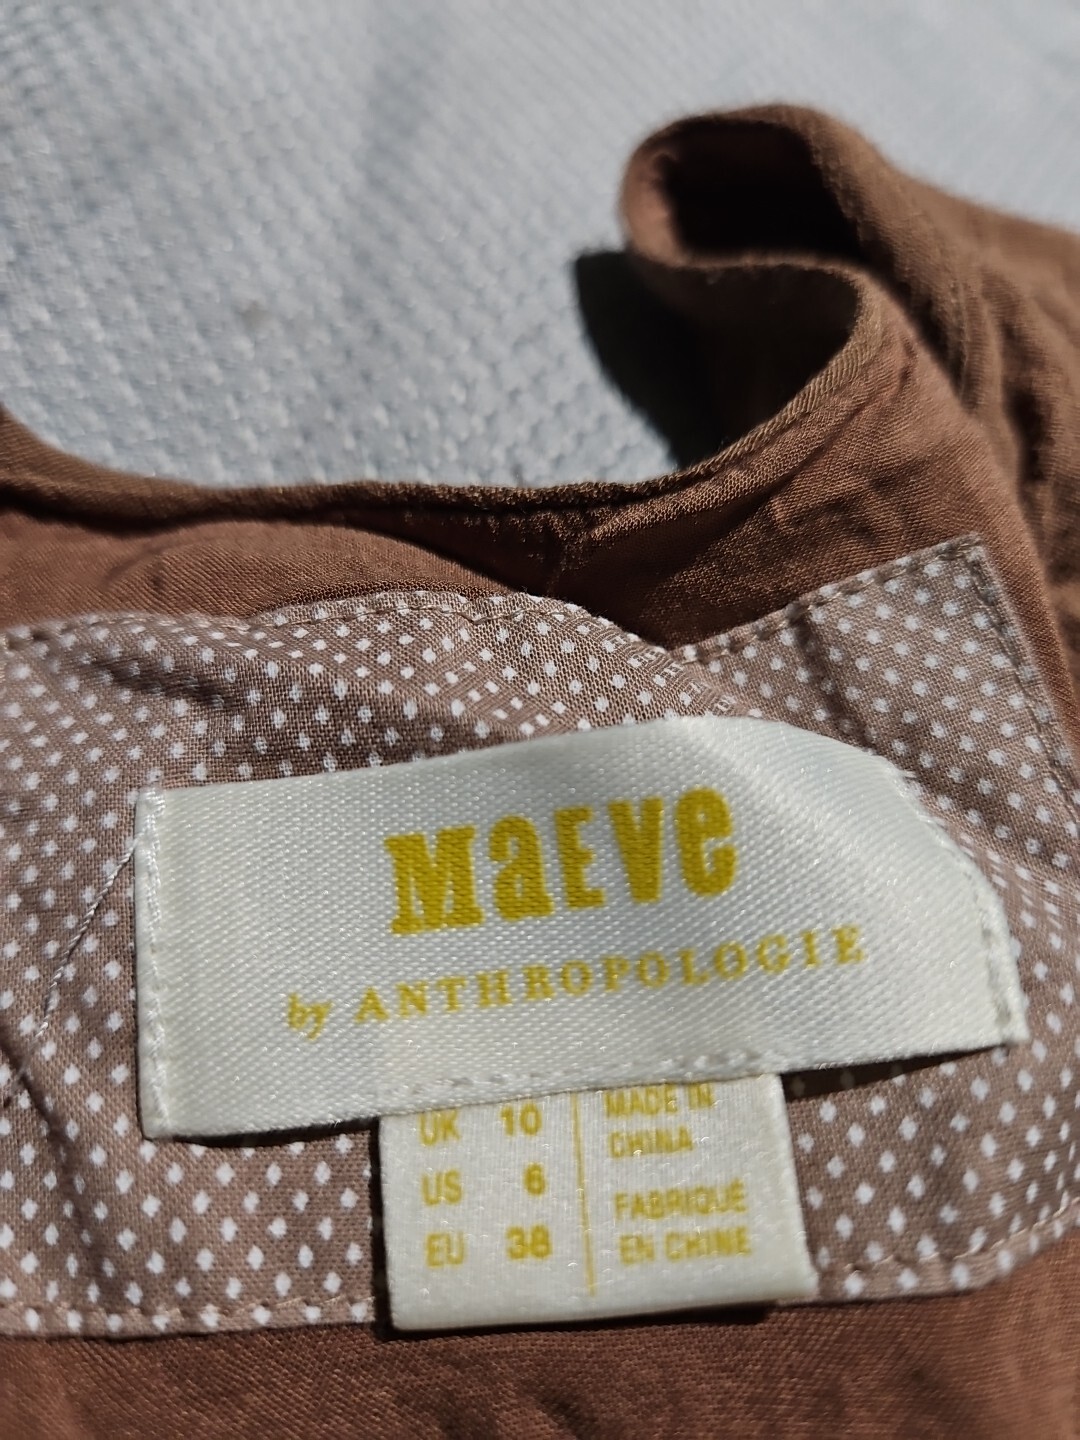 MaEVe
by ANTHROPOLOGIE
UK 10
US 6
EU 38
MADE IN
CHINA
FABRIQUÉ
EN CHINE